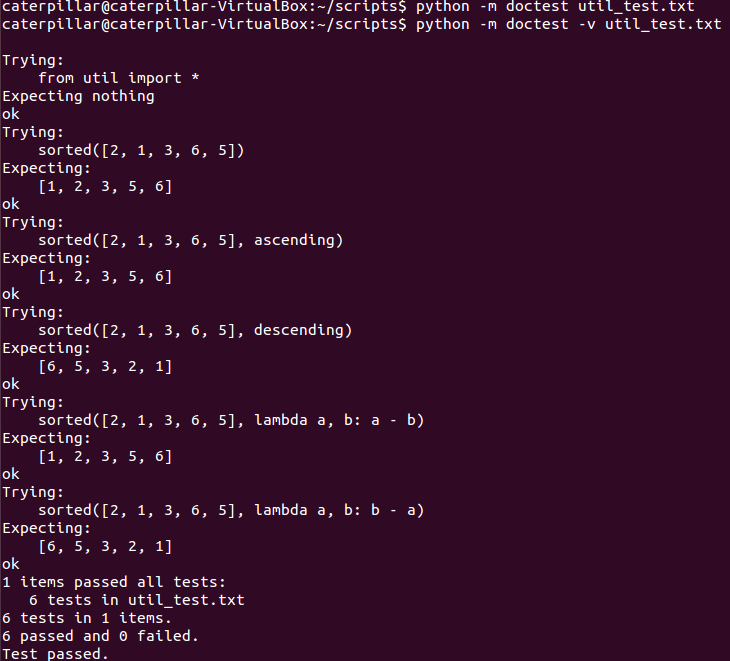 caterpillar@caterpillar-VirtualBox:~/scripts$ python -m doctest util_test.txt
caterpillar@caterpillar-VirtualBox:~/scripts$ python -m doctest -v util_test.txt
Trying:
    from util import *
Expecting nothing
ok
Trying:
    sorted([2, 1, 3, 6, 5])
Expecting:
    [1, 2, 3, 5, 6]
ok
Trying:
    sorted([2, 1, 3, 6, 5], ascending)
Expecting:
    [1, 2, 3, 5, 6]
ok
Trying:
    sorted([2, 1, 3, 6, 5], descending)
Expecting:
    [6, 5, 3, 2, 1]
ok
Trying:
    sorted([2, 1, 3, 6, 5], lambda a, b: a - b)
Expecting:
    [1, 2, 3, 5, 6]
ok
Trying:
    sorted([2, 1, 3, 6, 5], lambda a, b: b - a)
Expecting:
    [6, 5, 3, 2, 1]
ok
1 items passed all tests:
   6 tests in util_test.txt
6 tests in 1 items.
6 passed and 0 failed.
Test passed.